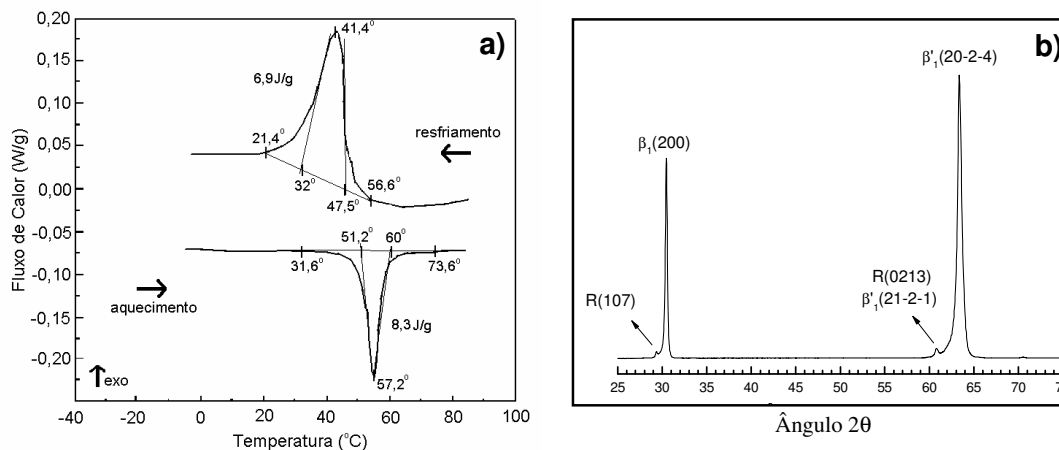 a)
0,20
0,15
0,10
0,05
0,00
-0,05
-0,10
-0,15
-0,20
Fluxo de Calor (W/g)
41,4°
6,9J/g
21,4°
resfriamento
32°
56,6°
47,5°
51,2°
60°
31,6°
73,6°
aquecimento
8,3J/g
57,2°
exo
-40
-20
0
20
40
60
80
100
Temperatura (°C)
b)
β'₁(20-2-4)
β₁(200)
R(0213)
β'₁(21-2-1)
R(107)
25 30 35 40 45 50 55 60 65 70
Ângulo 2θ